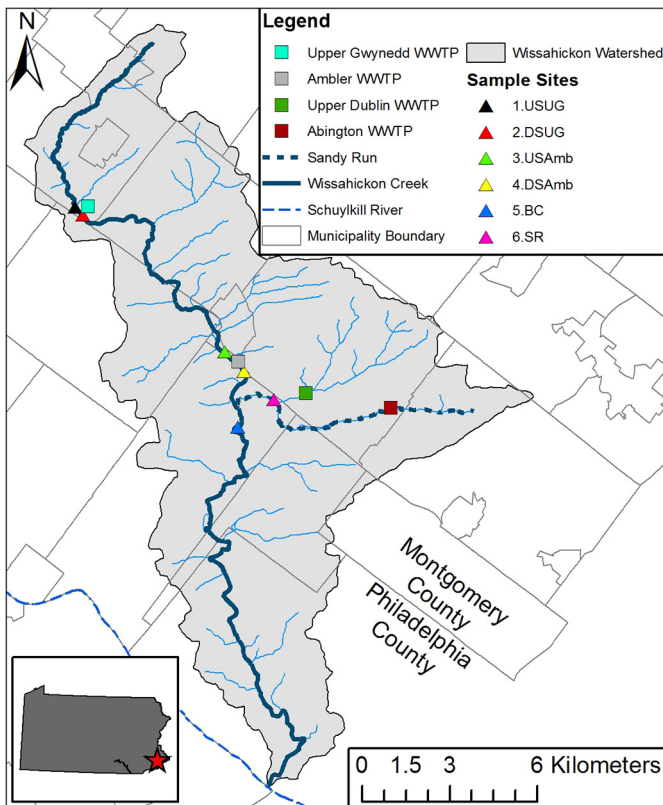 N
Legend
Upper Gwynedd WWTP
Ambler WWTP
Upper Dublin WWTP
Abington WWTP
Sandy Run
Wissahickon Creek
Schuylkill River
Municipality Boundary
Wissahickon Watershed
Sample Sites
1.USUG
2.DSUG
3.USAmb
4.DSAmb
5.BC
6.SR
Montgomery
County
Philadelphia
County
0 1.5 3 6 Kilometers